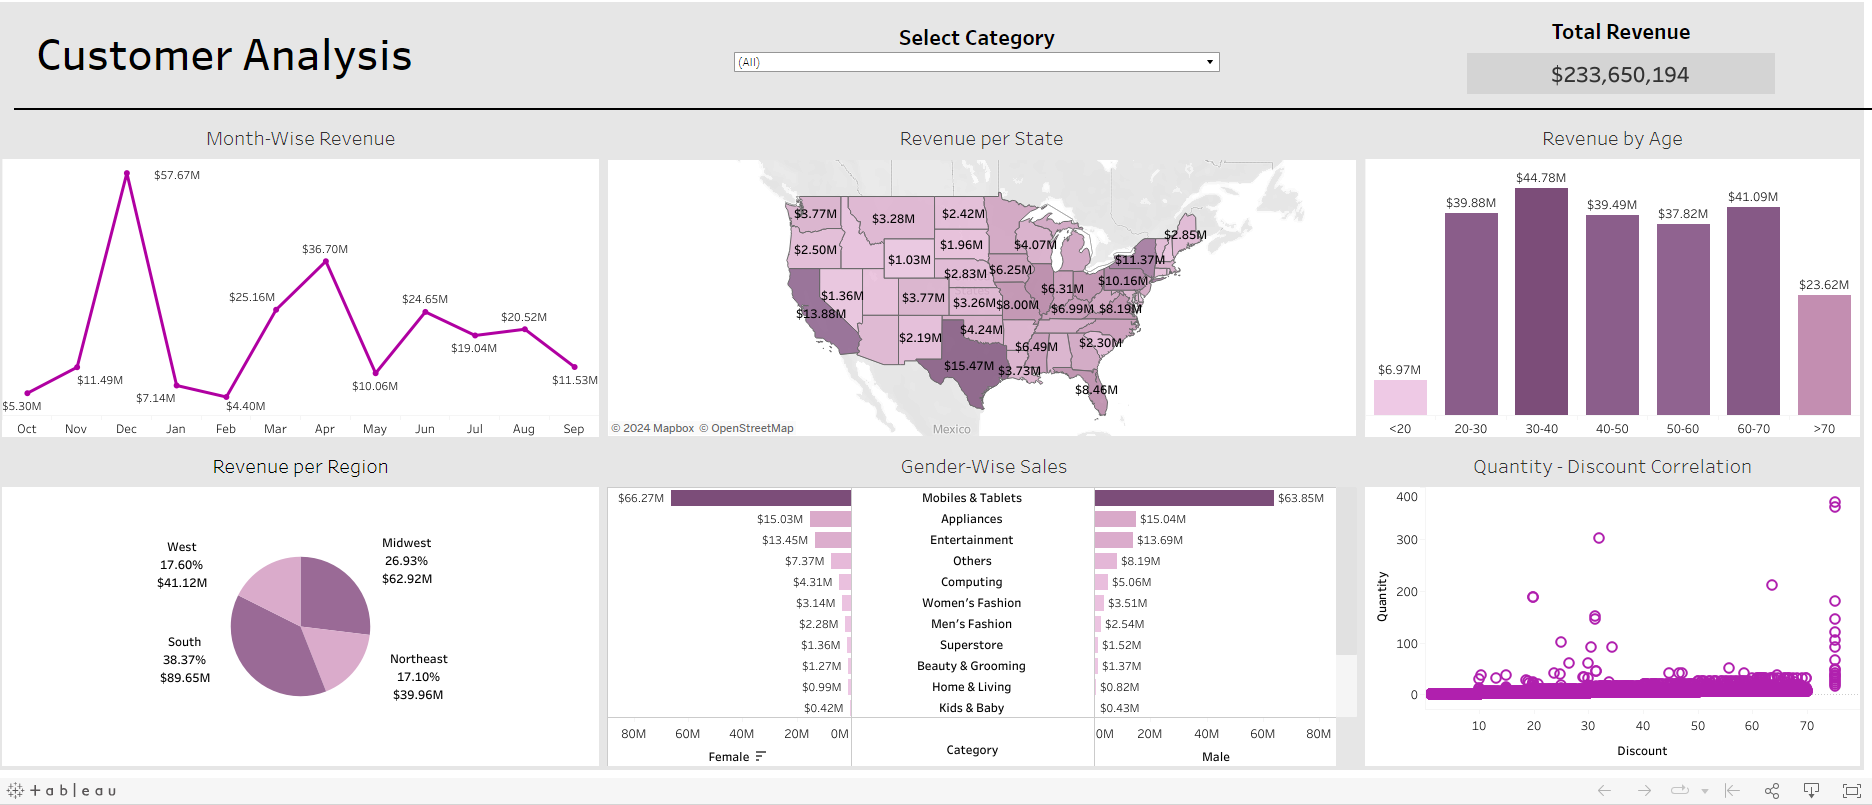 Customer Analysis
Select Category
(All)
Total Revenue
$233,650,194
Month-Wise Revenue
$57.67M
$36.70M
$25.16M
$24.65M
$20.52M
$19.04M
$11.49M
$10.06M
$11.53M
$7.14M
$5.30M
$4.40M
Oct Nov Dec Jan Feb Mar Apr May Jun Jul Aug Sep
Revenue per State
$3.77M
$3.28M
$2.42M
$2.85M
$2.50M
$1.96M
$4.07M
$1.03M
$11.37M
$2.83M
$6.25M
$10.16M
$1.36M
$3.77M
$3.26M
$8.00M
$6.31M
$6.99M
$8.19M
$13.88M
$2.19M
$4.24M
$6.49M
$2.30M
$15.47M
$3.73M
$8.46M
Mexico
© 2024 Mapbox © OpenStreetMap
Revenue by Age
$44.78M
$41.09M
$39.88M
$39.49M
$37.82M
$23.62M
$6.97M
<20 20-30 30-40 40-50 50-60 60-70 >70
Revenue per Region
West
17.60%
$41.12M
Midwest
26.93%
$62.92M
South
38.37%
$89.65M
Northeast
17.10%
$39.96M
Gender-Wise Sales
$66.27M Mobiles & Tablets $63.85M
$15.03M Appliances $15.04M
$13.45M Entertainment $13.69M
$7.37M Others $8.19M
$4.31M Computing $5.06M
$3.14M Women's Fashion $3.51M
$2.28M Men's Fashion $2.54M
$1.36M Superstore $1.52M
$1.27M Beauty & Grooming $1.37M
$0.99M Home & Living $0.82M
$0.42M Kids & Baby $0.43M
80M 60M 40M 20M 0M 0M 20M 40M 60M 80M
Female Category Male
Quantity - Discount Correlation
400
300
200
100
0
Quantity
10 20 30 40 50 60 70
Discount
+ableau